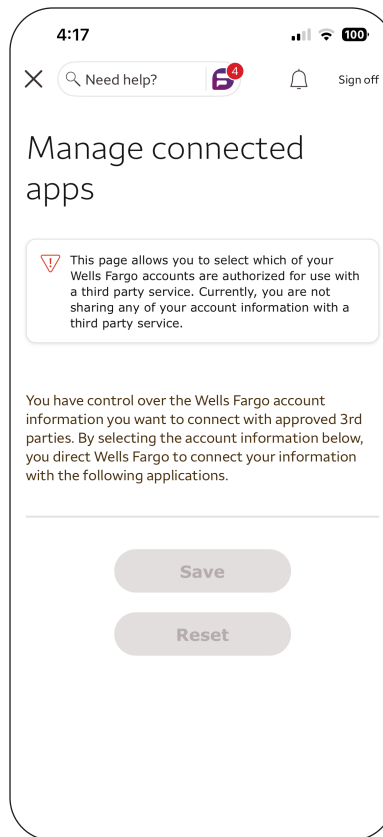 4:17
100
Need help?
4
Sign off
Manage connected
apps
This page allows you to select which of your
Wells Fargo accounts are authorized for use with
a third party service. Currently, you are not
sharing any of your account information with a
third party service.
You have control over the Wells Fargo account
information you want to connect with approved 3rd
parties. By selecting the account information below,
you direct Wells Fargo to connect your information
with the following applications.
Save
Reset